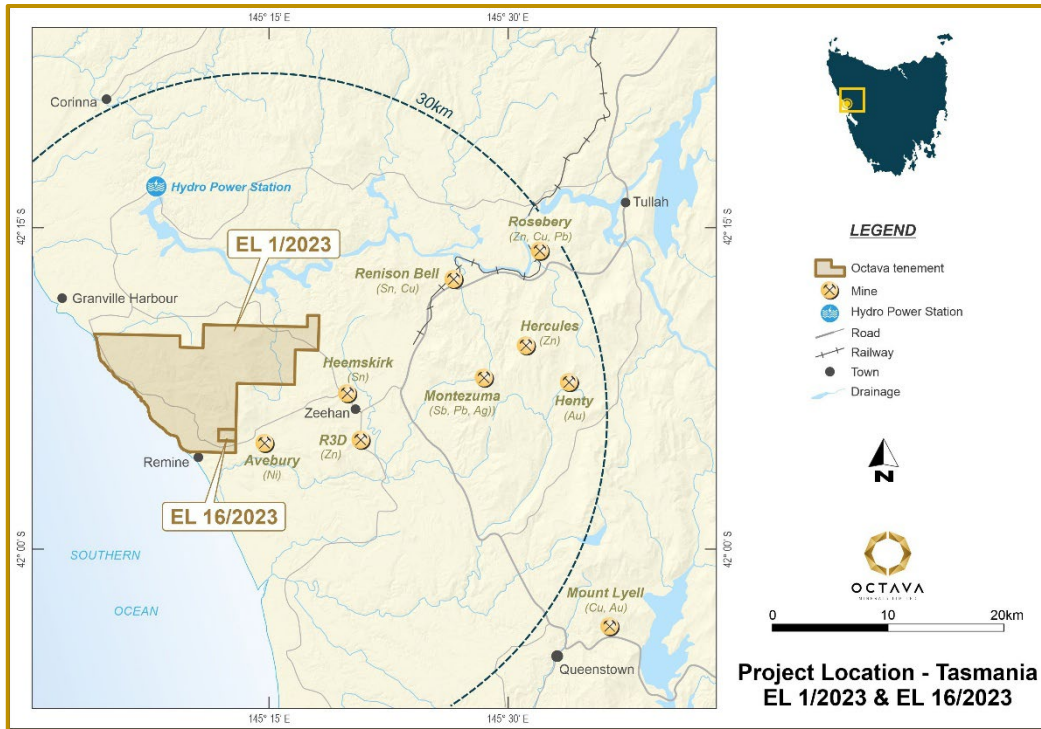 145° 15' E
145° 30' E
Corinna
30km
Hydro Power Station
Tullah
42° 15' S
42° 15' S
EL 1/2023
Rosebery
(Zn, Cu, Pb)
Renison Bell
(Sn, Cu)
Granville Harbour
Hercules
(Zn)
Heemskirk
(Sn)
Montezuma
(Sb, Pb, Ag))
Henty
(Au)
Zeehan
R3D
(Zn)
Avebury
(Ni)
Remine
EL 16/2023
42° 00' S
42° 00' S
SOUTHERN
OCEAN
Mount Lyell
(Cu, Au)
Queenstown
145° 15' E
145° 30' E
LEGEND
Octava tenement
Mine
Hydro Power Station
Road
Railway
Town
Drainage
N
OCTAVA
0 10 20km
Project Location - Tasmania
EL 1/2023 & EL 16/2023